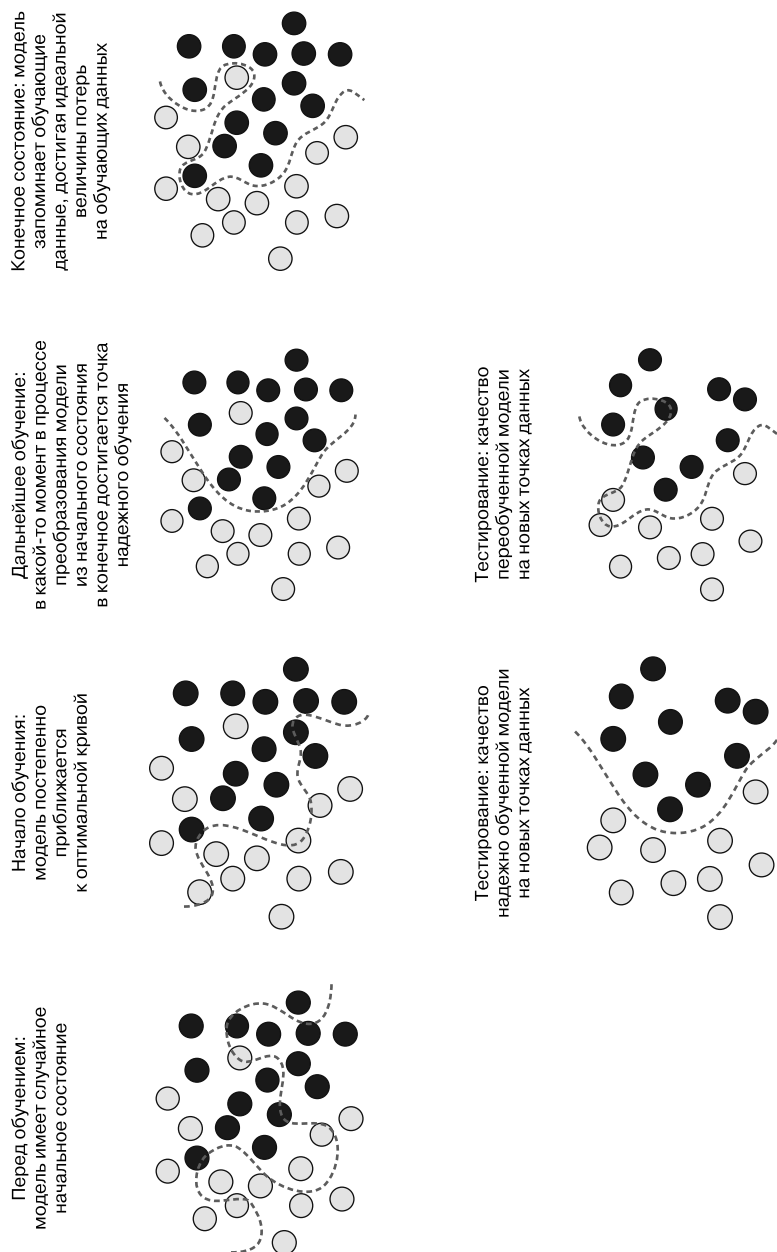 Перед обучением:
модель имеет случайное
начальное состояние
Начало обучения:
модель постепенно
приближается
к оптимальной кривой
Дальнейшее обучение:
в какой-то момент в процессе
преобразования модели
из начального состояния
в конечное достигается точка
надежного обучения
Конечное состояние: модель
запоминает обучающие
данные, достигая идеальной
величины потерь
на обучающих данных
Тестирование: качество
надежно обученной модели
на новых точках данных
Тестирование: качество
переобученной модели
на новых точках данных